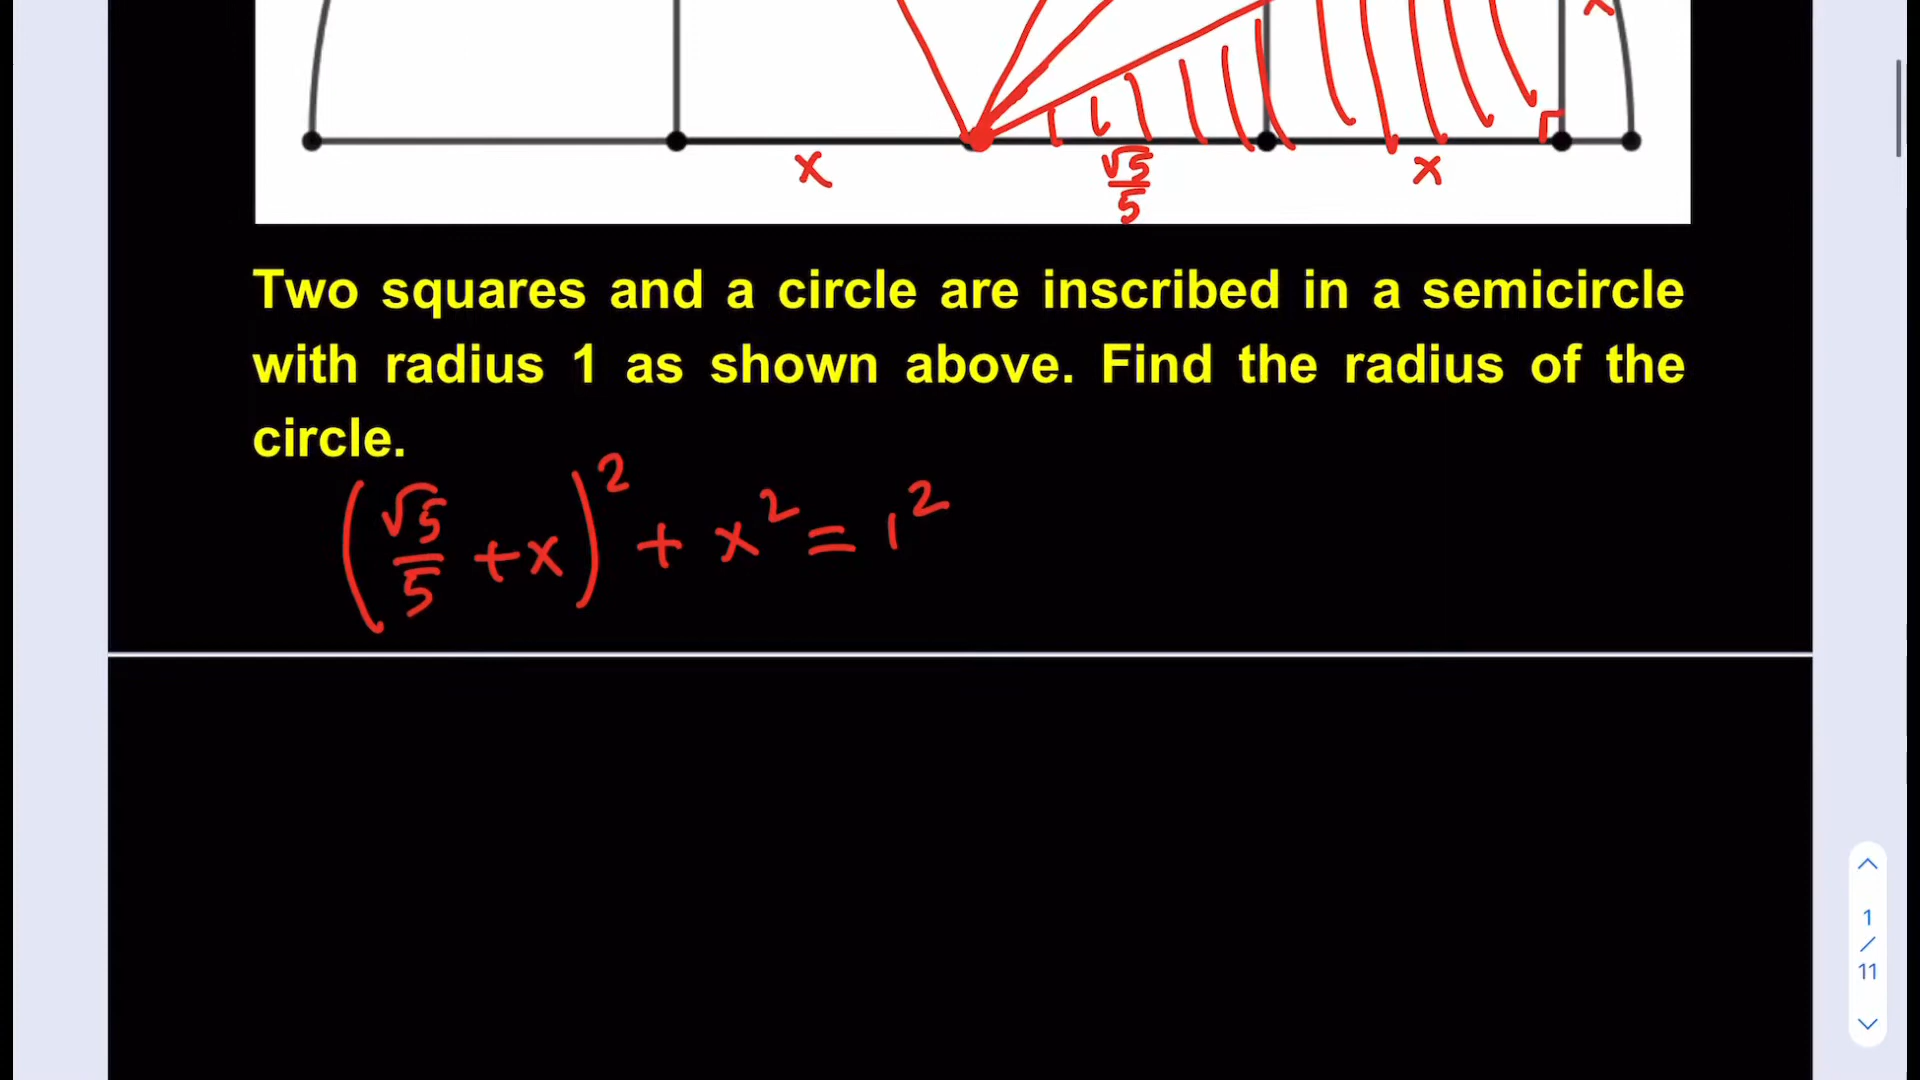 x
x
√5/5
x
Two squares and a circle are inscribed in a semicircle
with radius 1 as shown above. Find the radius of the
circle.
(√5/5 + x)² + x² = 1²
1
/
11